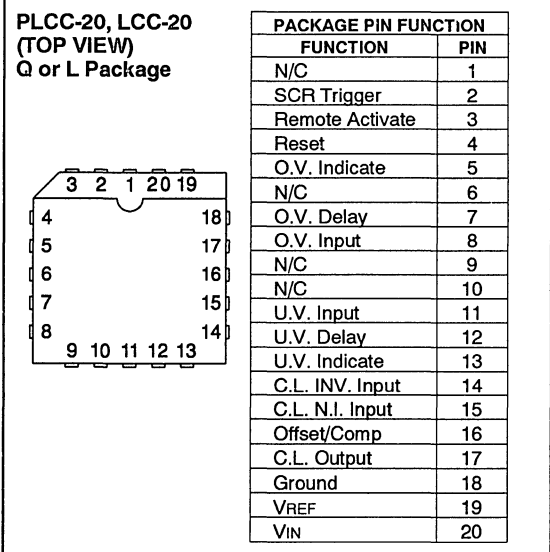 PLCC-20, LCC-20
(TOP VIEW)
Q or L Package
3 2 1 20 19
4 18
5 17
6 16
7 15
8 14
9 10 11 12 13
PACKAGE PIN FUNCTION
FUNCTION PIN
N/C 1
SCR Trigger 2
Remote Activate 3
Reset 4
O.V. Indicate 5
N/C 6
O.V. Delay 7
O.V. Input 8
N/C 9
N/C 10
U.V. Input 11
U.V. Delay 12
U.V. Indicate 13
C.L. INV. Input 14
C.L. N.I. Input 15
Offset/Comp 16
C.L. Output 17
Ground 18
VREF 19
VIN 20